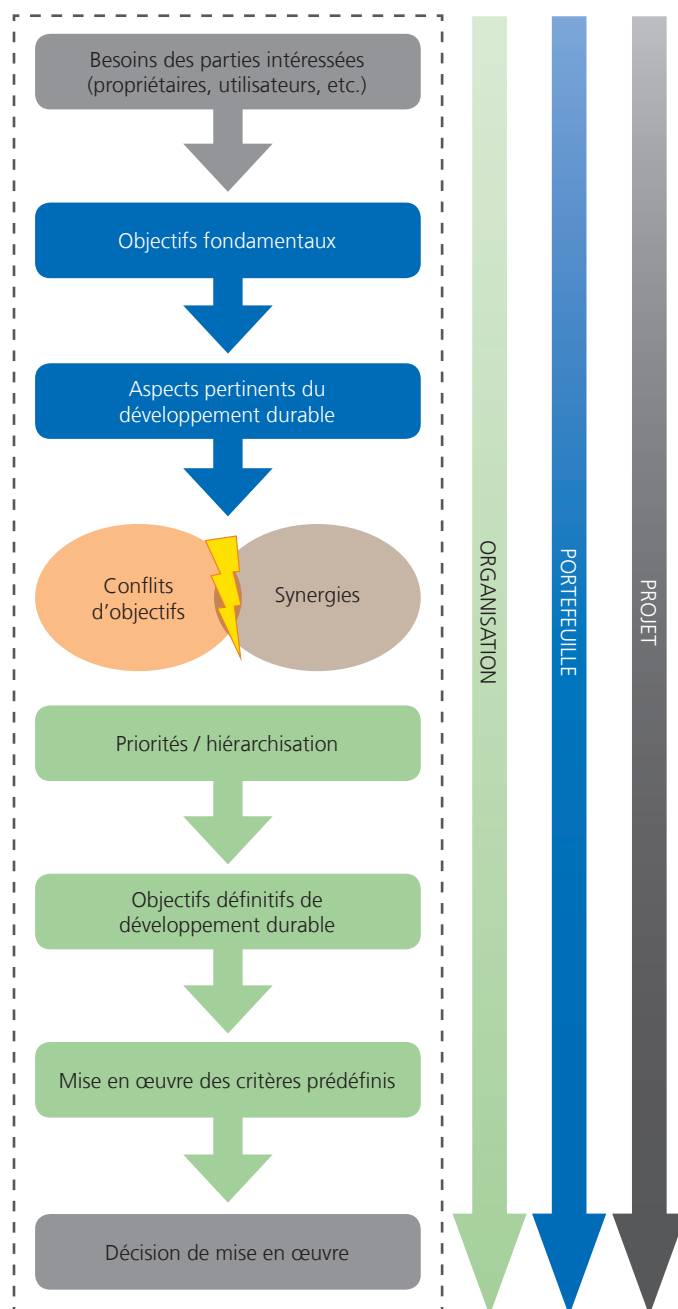 Besoins des parties intéressées
(propriétaires, utilisateurs, etc.)
Objectifs fondamentaux
Aspects pertinents du
développement durable
Conflits
d’objectifs
Synergies
Priorités / hiérarchisation
Objectifs définitifs de
développement durable
Mise en œuvre des critères prédéfinis
Décision de mise en œuvre
ORGANISATION
PORTEFEUILLE
PROJET